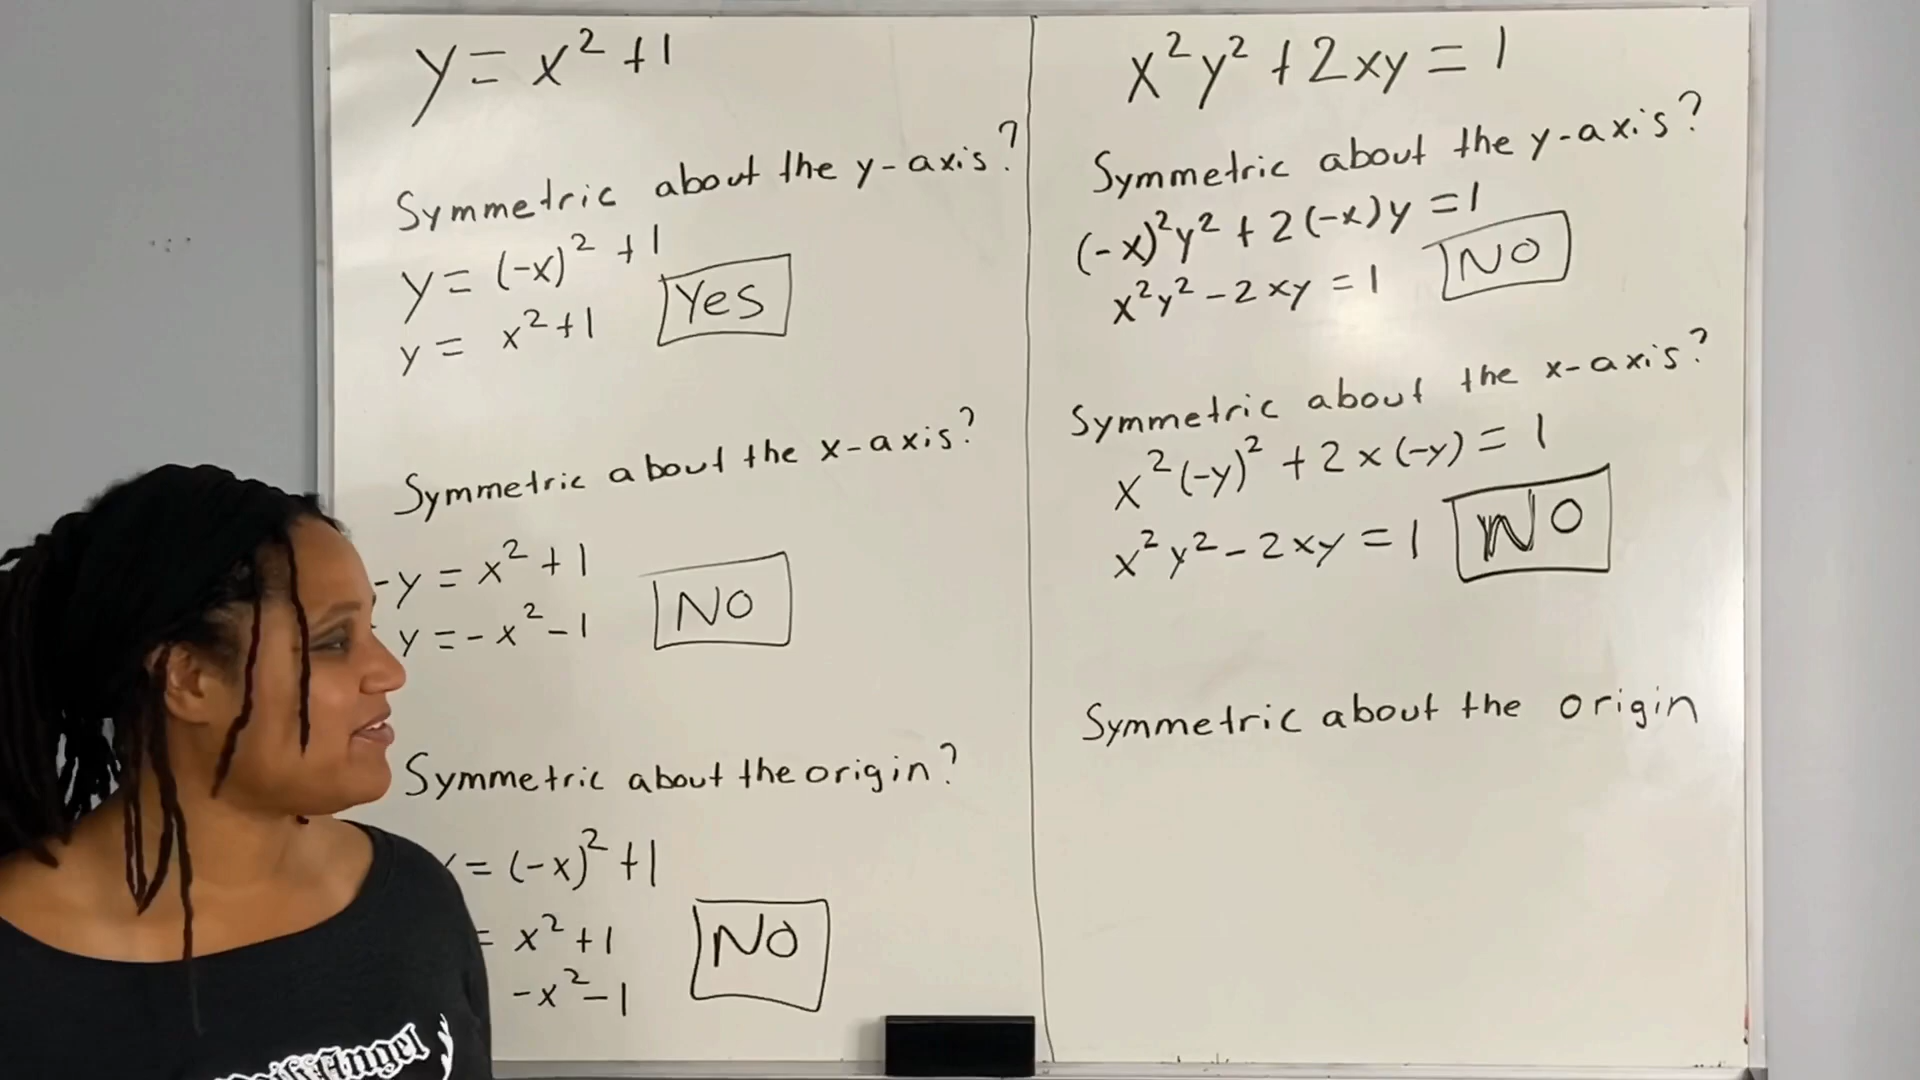 y = x² + 1
Symmetric about the y-axis?
y = (-x)² + 1
y = x² + 1
Yes
Symmetric about the x-axis?
-y = x² + 1
y = -x² - 1
NO
Symmetric about the origin?
= (-x)² + 1
= x² + 1
-x² - 1
NO
x²y² + 2xy = 1
Symmetric about the y-axis?
(-x)²y² + 2(-x)y = 1
x²y² - 2xy = 1
NO
Symmetric about the x-axis?
x²(-y)² + 2x(-y) = 1
x²y² - 2xy = 1
NO
Symmetric about the origin